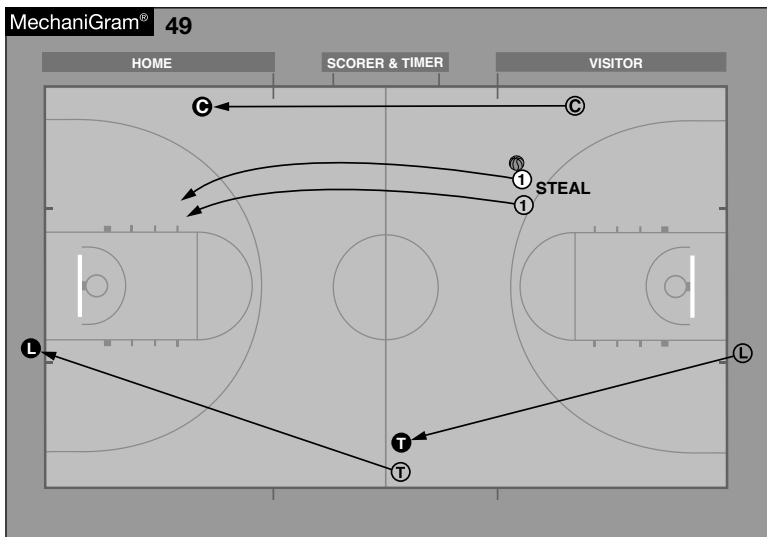 MechaniGram® 49
HOME SCORER & TIMER VISITOR
C C
1 STEAL
1
L L
T
T